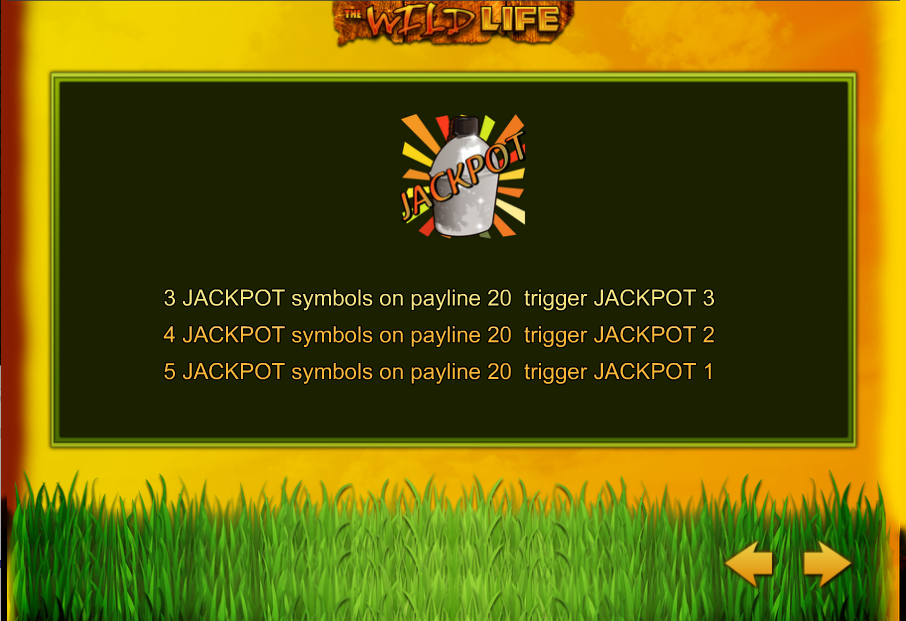 THE WILD LIFE
JACKPOT
3 JACKPOT symbols on payline 20 trigger JACKPOT 3
4 JACKPOT symbols on payline 20 trigger JACKPOT 2
5 JACKPOT symbols on payline 20 trigger JACKPOT 1